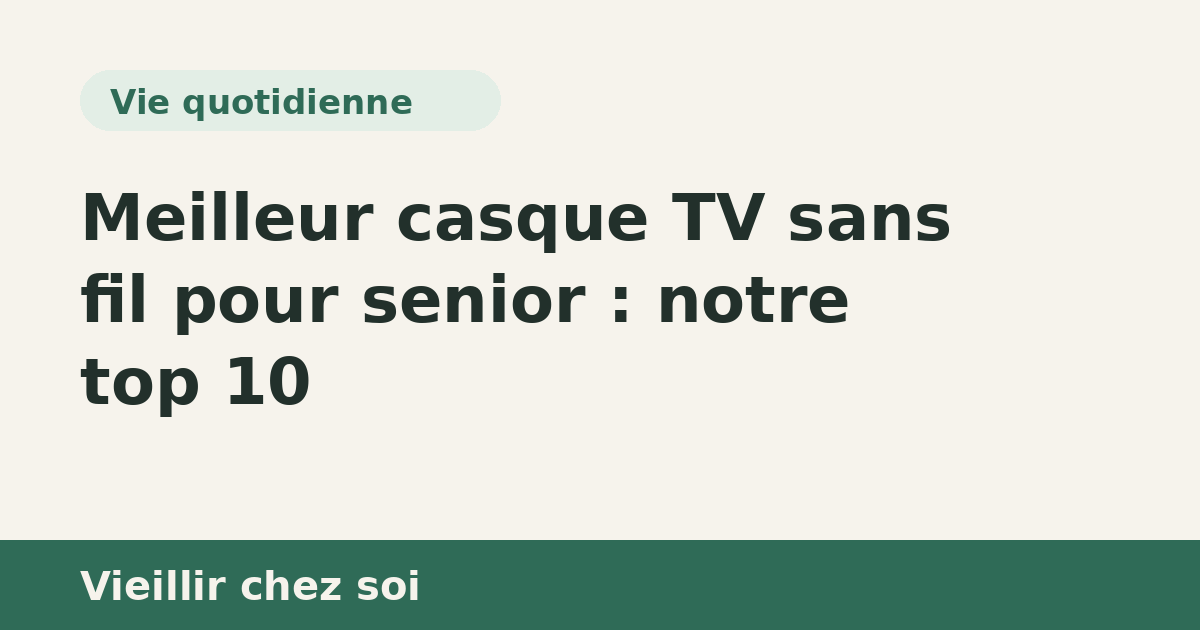 Vie quotidienne
Meilleur casque TV sans
fil pour senior : notre
top 10
Vieillir chez soi